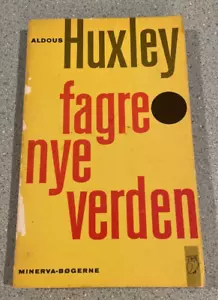 ALDOUS Huxley
fagre
nye
verden
MINERVA-BØGERNE